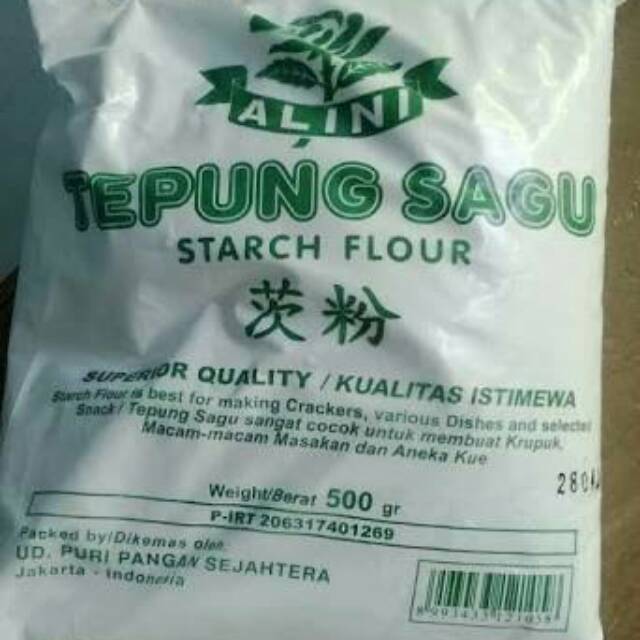 ALINI
TEPUNG SAGU
STARCH FLOUR
茨粉
SUPERIOR QUALITY / KUALITAS ISTIMEWA
Starch Flour is best for making Crackers, various Dishes and selected
Snack / Tepung Sagu sangat cocok untuk membuat Krupuk,
Macam-macam Masakan dan Aneka Kue
Weight/Berat 500 gr
P-IRT 206317401269
Packed by/Dikemas oleh
UD. PURI PANGAN SEJAHTERA
Jakarta - Indonesia